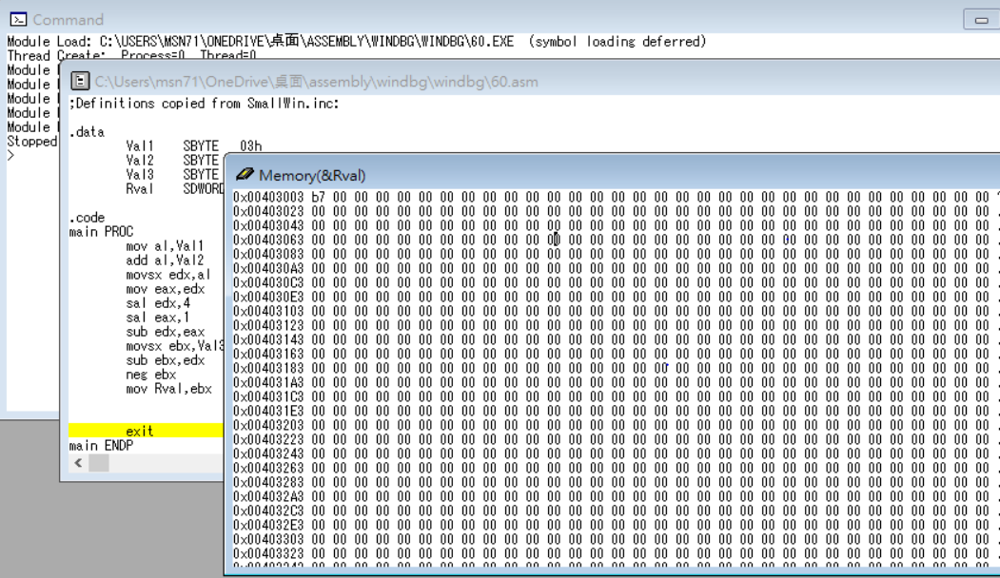 Command
Module Load: C:\USERS\MSN71\ONEDRIVE\桌面\ASSEMBLY\WINDBG\WINDBG\60.EXE (symbol loading deferred)
Thread Create: Process=0 Thread=0
Module
Module
Module
Module
Module
Stopped
>
C:\Users\msn71\OneDrive\桌面\assembly\windbg\windbg\60.asm
;Definitions copied from SmallWin.inc:
.data
Val1 SBYTE 03h
Val2 SBYTE
Val3 SBYTE
Rval SDWORD
.code
main PROC
mov al,Val1
add al,Val2
movsx edx,al
mov eax,edx
sal edx,4
sal eax,1
sub edx,eax
movsx ebx,Val3
sub ebx,edx
neg ebx
mov Rval,ebx
exit
main ENDP
Memory(&Rval)
0x00403003 b7 00 00 00 00 00 00 00 00 00 00 00 00 00 00 00 00 00 00 00 00 00 00 00 00 00 00 00 00 00 00 00
0x00403023 00 00 00 00 00 00 00 00 00 00 00 00 00 00 00 00 00 00 00 00 00 00 00 00 00 00 00 00 00 00 00 00
0x00403043 00 00 00 00 00 00 00 00 00 00 00 00 00 00 00 00 00 00 00 00 00 00 00 00 00 00 00 00 00 00 00 00
0x00403063 00 00 00 00 00 00 00 00 00 00 00 00 00 00 00 00 00 00 00 00 00 00 00 00 00 00 00 00 00 00 00 00
0x00403083 00 00 00 00 00 00 00 00 00 00 00 00 00 00 00 00 00 00 00 00 00 00 00 00 00 00 00 00 00 00 00 00
0x004030A3 00 00 00 00 00 00 00 00 00 00 00 00 00 00 00 00 00 00 00 00 00 00 00 00 00 00 00 00 00 00 00 00
0x004030C3 00 00 00 00 00 00 00 00 00 00 00 00 00 00 00 00 00 00 00 00 00 00 00 00 00 00 00 00 00 00 00 00
0x004030E3 00 00 00 00 00 00 00 00 00 00 00 00 00 00 00 00 00 00 00 00 00 00 00 00 00 00 00 00 00 00 00 00
0x00403103 00 00 00 00 00 00 00 00 00 00 00 00 00 00 00 00 00 00 00 00 00 00 00 00 00 00 00 00 00 00 00 00
0x00403123 00 00 00 00 00 00 00 00 00 00 00 00 00 00 00 00 00 00 00 00 00 00 00 00 00 00 00 00 00 00 00 00
0x00403143 00 00 00 00 00 00 00 00 00 00 00 00 00 00 00 00 00 00 00 00 00 00 00 00 00 00 00 00 00 00 00 00
0x00403163 00 00 00 00 00 00 00 00 00 00 00 00 00 00 00 00 00 00 00 00 00 00 00 00 00 00 00 00 00 00 00 00
0x00403183 00 00 00 00 00 00 00 00 00 00 00 00 00 00 00 00 00 00 00 00 00 00 00 00 00 00 00 00 00 00 00 00
0x004031A3 00 00 00 00 00 00 00 00 00 00 00 00 00 00 00 00 00 00 00 00 00 00 00 00 00 00 00 00 00 00 00 00
0x004031C3 00 00 00 00 00 00 00 00 00 00 00 00 00 00 00 00 00 00 00 00 00 00 00 00 00 00 00 00 00 00 00 00
0x004031E3 00 00 00 00 00 00 00 00 00 00 00 00 00 00 00 00 00 00 00 00 00 00 00 00 00 00 00 00 00 00 00 00
0x00403203 00 00 00 00 00 00 00 00 00 00 00 00 00 00 00 00 00 00 00 00 00 00 00 00 00 00 00 00 00 00 00 00
0x00403223 00 00 00 00 00 00 00 00 00 00 00 00 00 00 00 00 00 00 00 00 00 00 00 00 00 00 00 00 00 00 00 00
0x00403243 00 00 00 00 00 00 00 00 00 00 00 00 00 00 00 00 00 00 00 00 00 00 00 00 00 00 00 00 00 00 00 00
0x00403263 00 00 00 00 00 00 00 00 00 00 00 00 00 00 00 00 00 00 00 00 00 00 00 00 00 00 00 00 00 00 00 00
0x00403283 00 00 00 00 00 00 00 00 00 00 00 00 00 00 00 00 00 00 00 00 00 00 00 00 00 00 00 00 00 00 00 00
0x004032A3 00 00 00 00 00 00 00 00 00 00 00 00 00 00 00 00 00 00 00 00 00 00 00 00 00 00 00 00 00 00 00 00
0x004032C3 00 00 00 00 00 00 00 00 00 00 00 00 00 00 00 00 00 00 00 00 00 00 00 00 00 00 00 00 00 00 00 00
0x004032E3 00 00 00 00 00 00 00 00 00 00 00 00 00 00 00 00 00 00 00 00 00 00 00 00 00 00 00 00 00 00 00 00
0x00403303 00 00 00 00 00 00 00 00 00 00 00 00 00 00 00 00 00 00 00 00 00 00 00 00 00 00 00 00 00 00 00 00
0x00403323 00 00 00 00 00 00 00 00 00 00 00 00 00 00 00 00 00 00 00 00 00 00 00 00 00 00 00 00 00 00 00 00